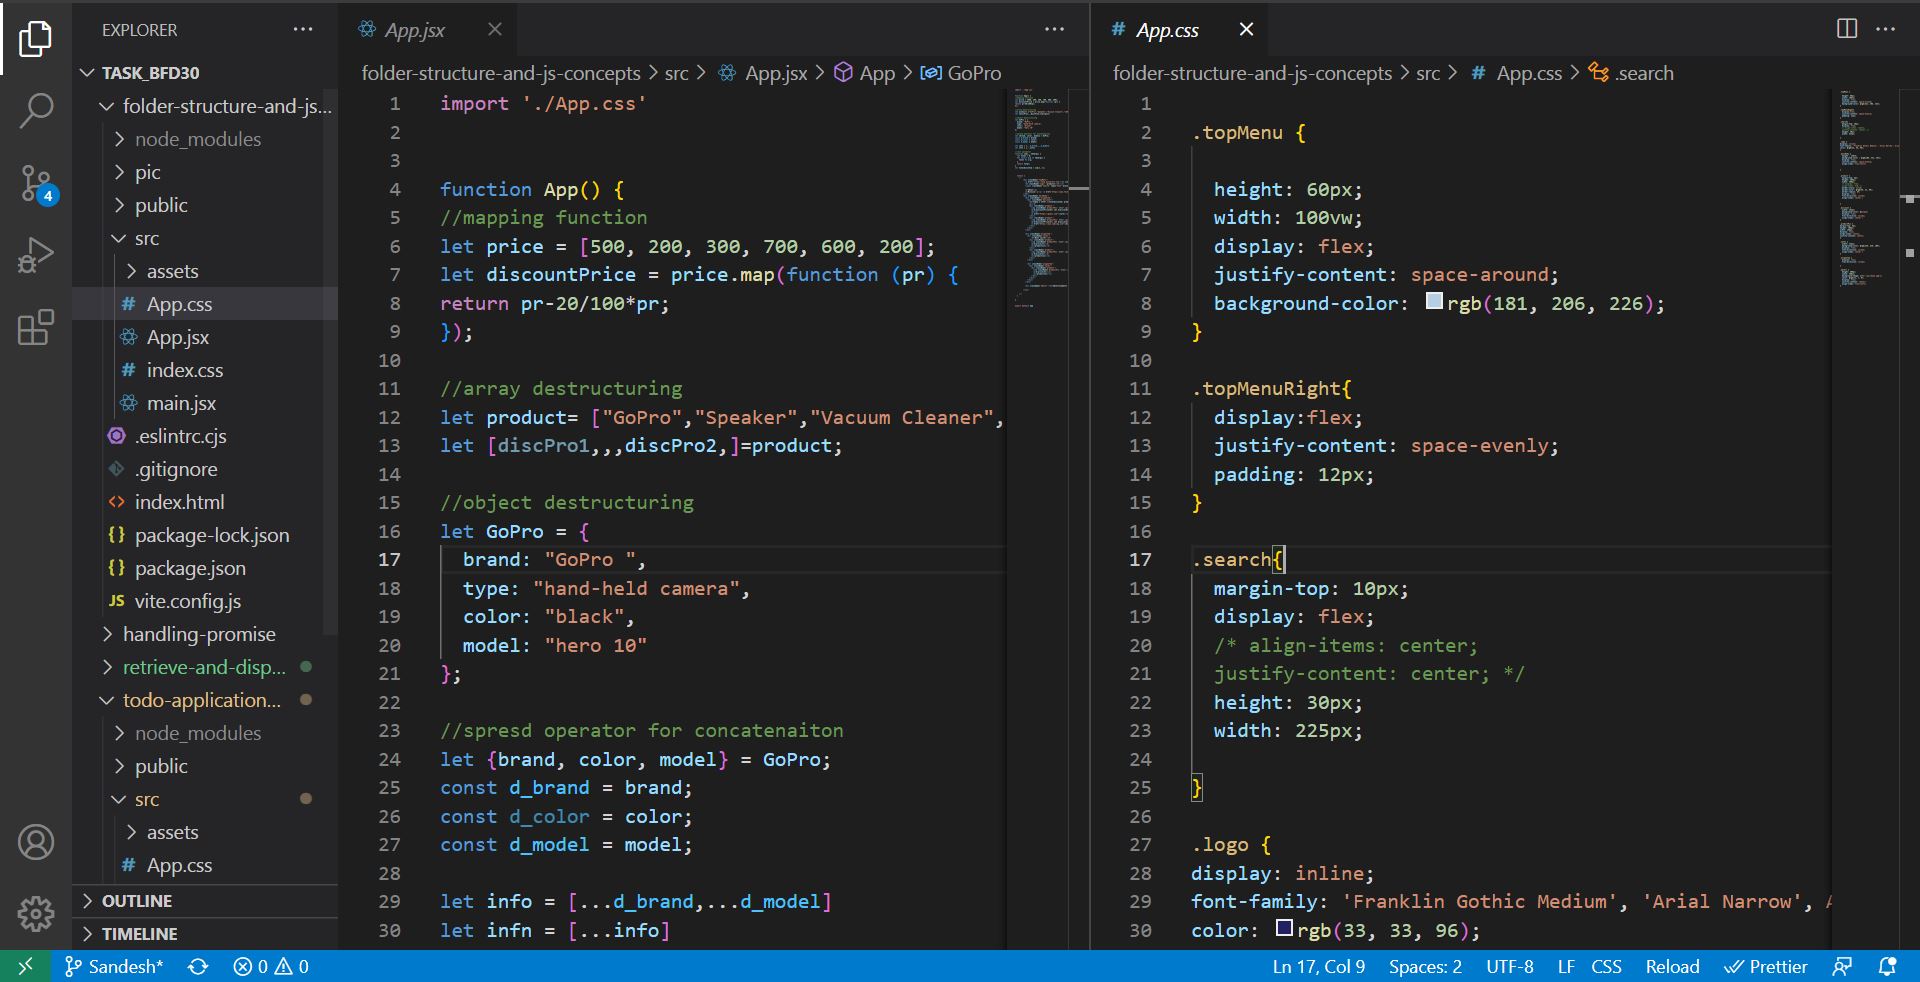 EXPLORER
TASK_BFD30
folder-structure-and-js...
node_modules
pic
public
src
assets
App.css
App.jsx
index.css
main.jsx
.eslintrc.cjs
.gitignore
index.html
package-lock.json
package.json
vite.config.js
handling-promise
retrieve-and-disp...
todo-application...
node_modules
public
src
assets
App.css
OUTLINE
TIMELINE
4
App.jsx
folder-structure-and-js-concepts > src > App.jsx > App > GoPro
1 import './App.css'
2
3
4 function App() {
5 //mapping function
6 let price = [500, 200, 300, 700, 600, 200];
7 let discountPrice = price.map(function (pr) {
8 return pr-20/100*pr;
9 });
10
11 //array destructuring
12 let product= ["GoPro","Speaker","Vacuum Cleaner",
13 let [discPro1,,,discPro2,]=product;
14
15 //object destructuring
16 let GoPro = {
17 brand: "GoPro ",
18 type: "hand-held camera",
19 color: "black",
20 model: "hero 10"
21 };
22
23 //spresd operator for concatenaiton
24 let {brand, color, model} = GoPro;
25 const d_brand = brand;
26 const d_color = color;
27 const d_model = model;
28
29 let info = [...d_brand,...d_model]
30 let infn = [...info]
App.css
folder-structure-and-js-concepts > src > App.css > .search
1
2 .topMenu {
3
4 height: 60px;
5 width: 100vw;
6 display: flex;
7 justify-content: space-around;
8 background-color: rgb(181, 206, 226);
9 }
10
11 .topMenuRight{
12 display:flex;
13 justify-content: space-evenly;
14 padding: 12px;
15 }
16
17 .search{
18 margin-top: 10px;
19 display: flex;
20 /* align-items: center;
21 justify-content: center; */
22 height: 30px;
23 width: 225px;
24
25 }
26
27 .logo {
28 display: inline;
29 font-family: 'Franklin Gothic Medium', 'Arial Narrow',
30 color: rgb(33, 33, 96);
Sandesh* 0 0 Ln 17, Col 9 Spaces: 2 UTF-8 LF CSS Reload Prettier